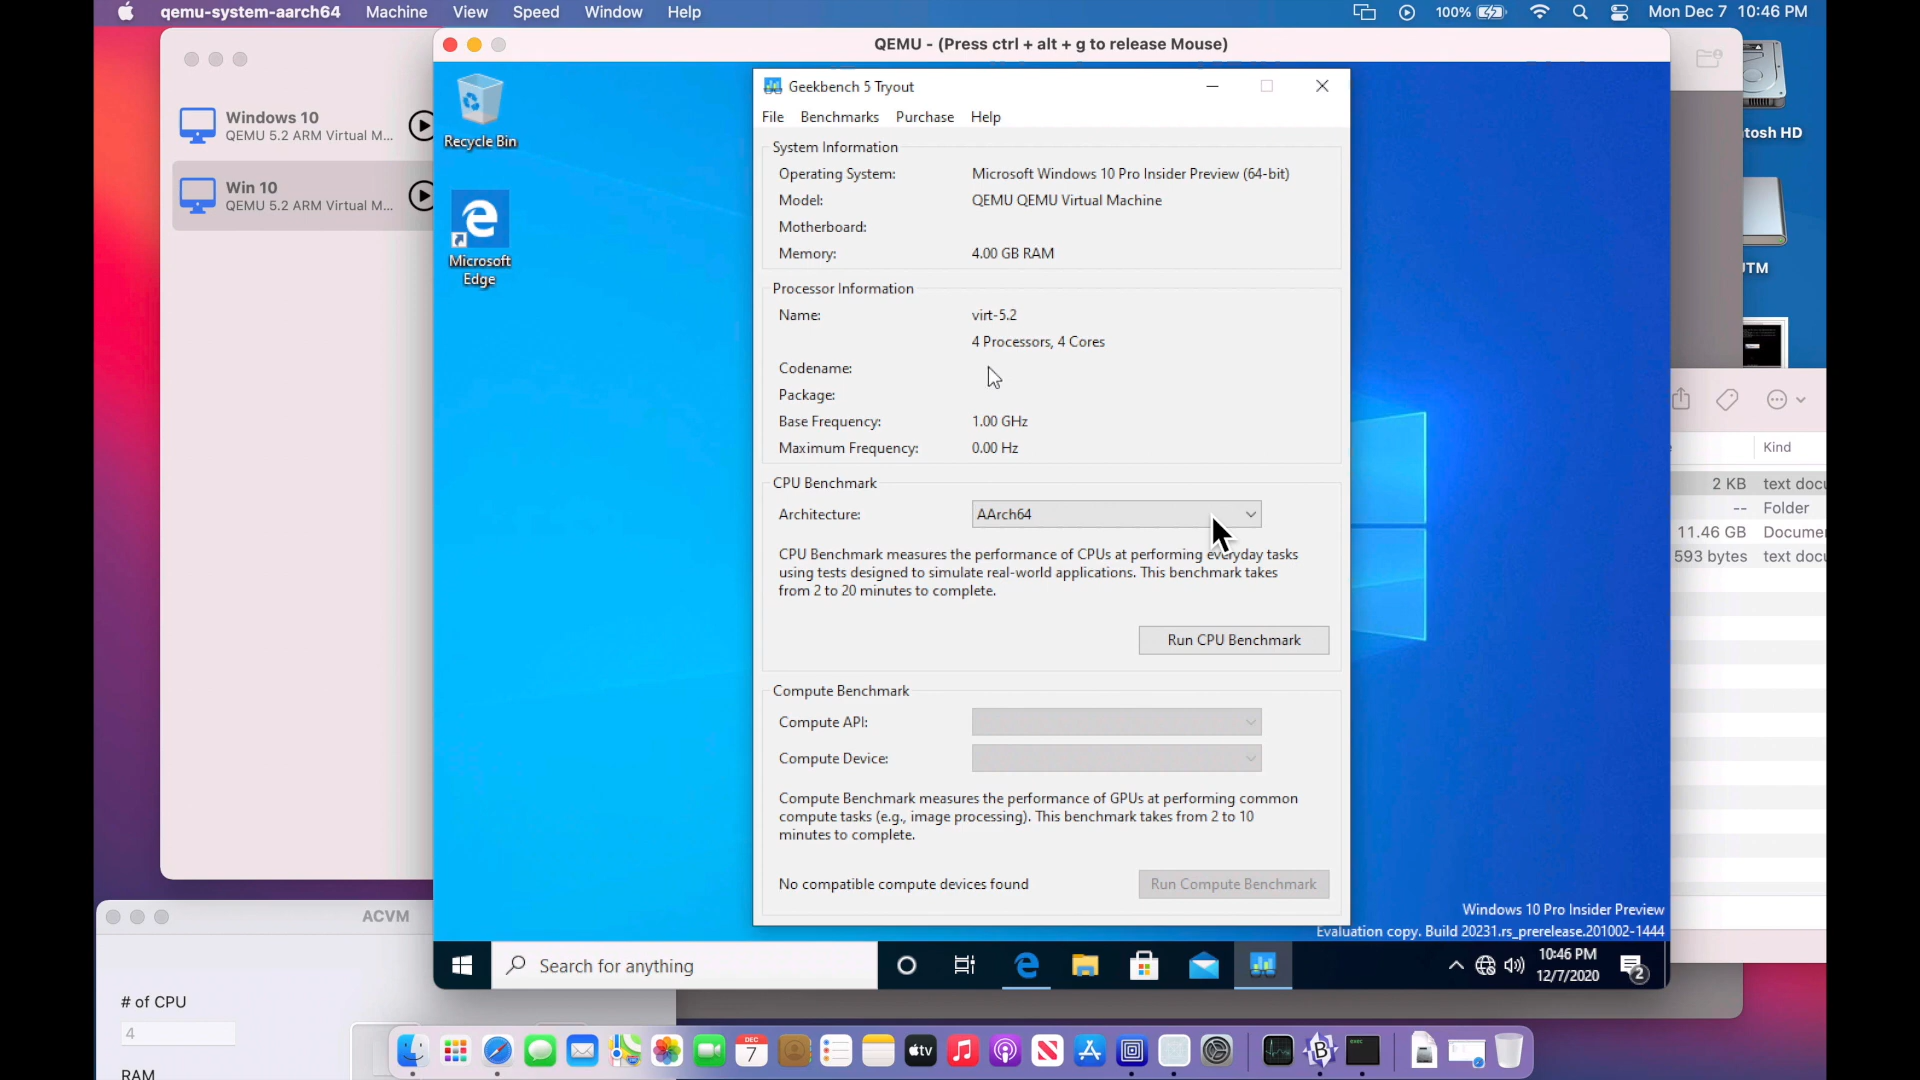 qemu-system-aarch64 Machine View Speed Window Help 100% Mon Dec 7 10:46 PM
QEMU - (Press ctrl + alt + g to release Mouse)
Windows 10
QEMU 5.2 ARM Virtual M...
Win 10
QEMU 5.2 ARM Virtual M...
Recycle Bin
Microsoft
Edge
Geekbench 5 Tryout
File Benchmarks Purchase Help
System Information
Operating System: Microsoft Windows 10 Pro Insider Preview (64-bit)
Model: QEMU QEMU Virtual Machine
Motherboard:
Memory: 4.00 GB RAM
Processor Information
Name: virt-5.2
4 Processors, 4 Cores
Codename:
Package:
Base Frequency: 1.00 GHz
Maximum Frequency: 0.00 Hz
CPU Benchmark
Architecture: AArch64
CPU Benchmark measures the performance of CPUs at performing everyday tasks
using tests designed to simulate real-world applications. This benchmark takes
from 2 to 20 minutes to complete.
Run CPU Benchmark
Compute Benchmark
Compute API:
Compute Device:
Compute Benchmark measures the performance of GPUs at performing common
compute tasks (e.g., image processing). This benchmark takes from 2 to 10
minutes to complete.
No compatible compute devices found Run Compute Benchmark
tosh HD
UTM
Kind
2 KB text docu
-- Folder
11.46 GB Documen
593 bytes text docu
Windows 10 Pro Insider Preview
Evaluation copy. Build 20231.rs_prerelease.201002-1444
Search for anything
10:46 PM
12/7/2020
2
ACVM
# of CPU
4
RAM
DEC
7
tv